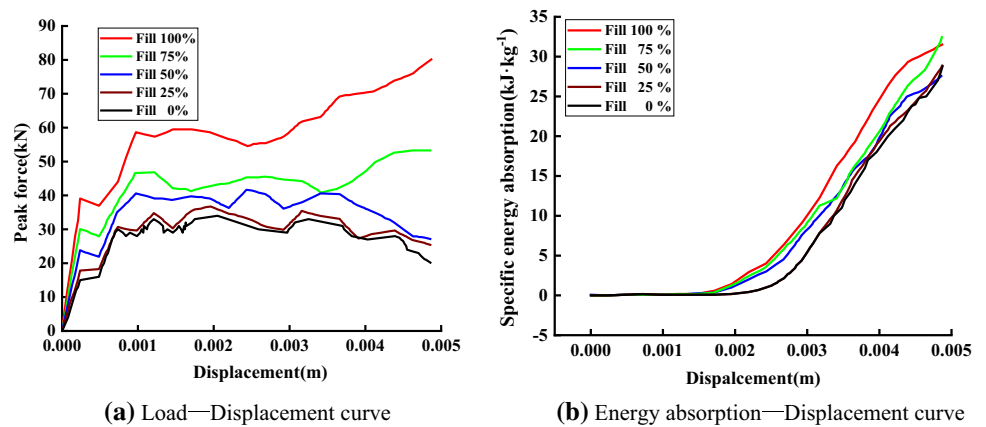 90
80
70
60
50
40
30
20
10
0
Peak force(kN)
Fill 100%
Fill 75%
Fill 50%
Fill 25%
Fill 0%
0.000 0.001 0.002 0.003 0.004 0.005
Displacement(m)
(a) Load—Displacement curve
35
30
25
20
15
10
5
0
-5
Specific energy absorption(kJ·kg⁻¹)
Fill 100 %
Fill 75 %
Fill 50 %
Fill 25 %
Fill 0 %
0.000 0.001 0.002 0.003 0.004 0.005
Dispalcement(m)
(b) Energy absorption—Displacement curve